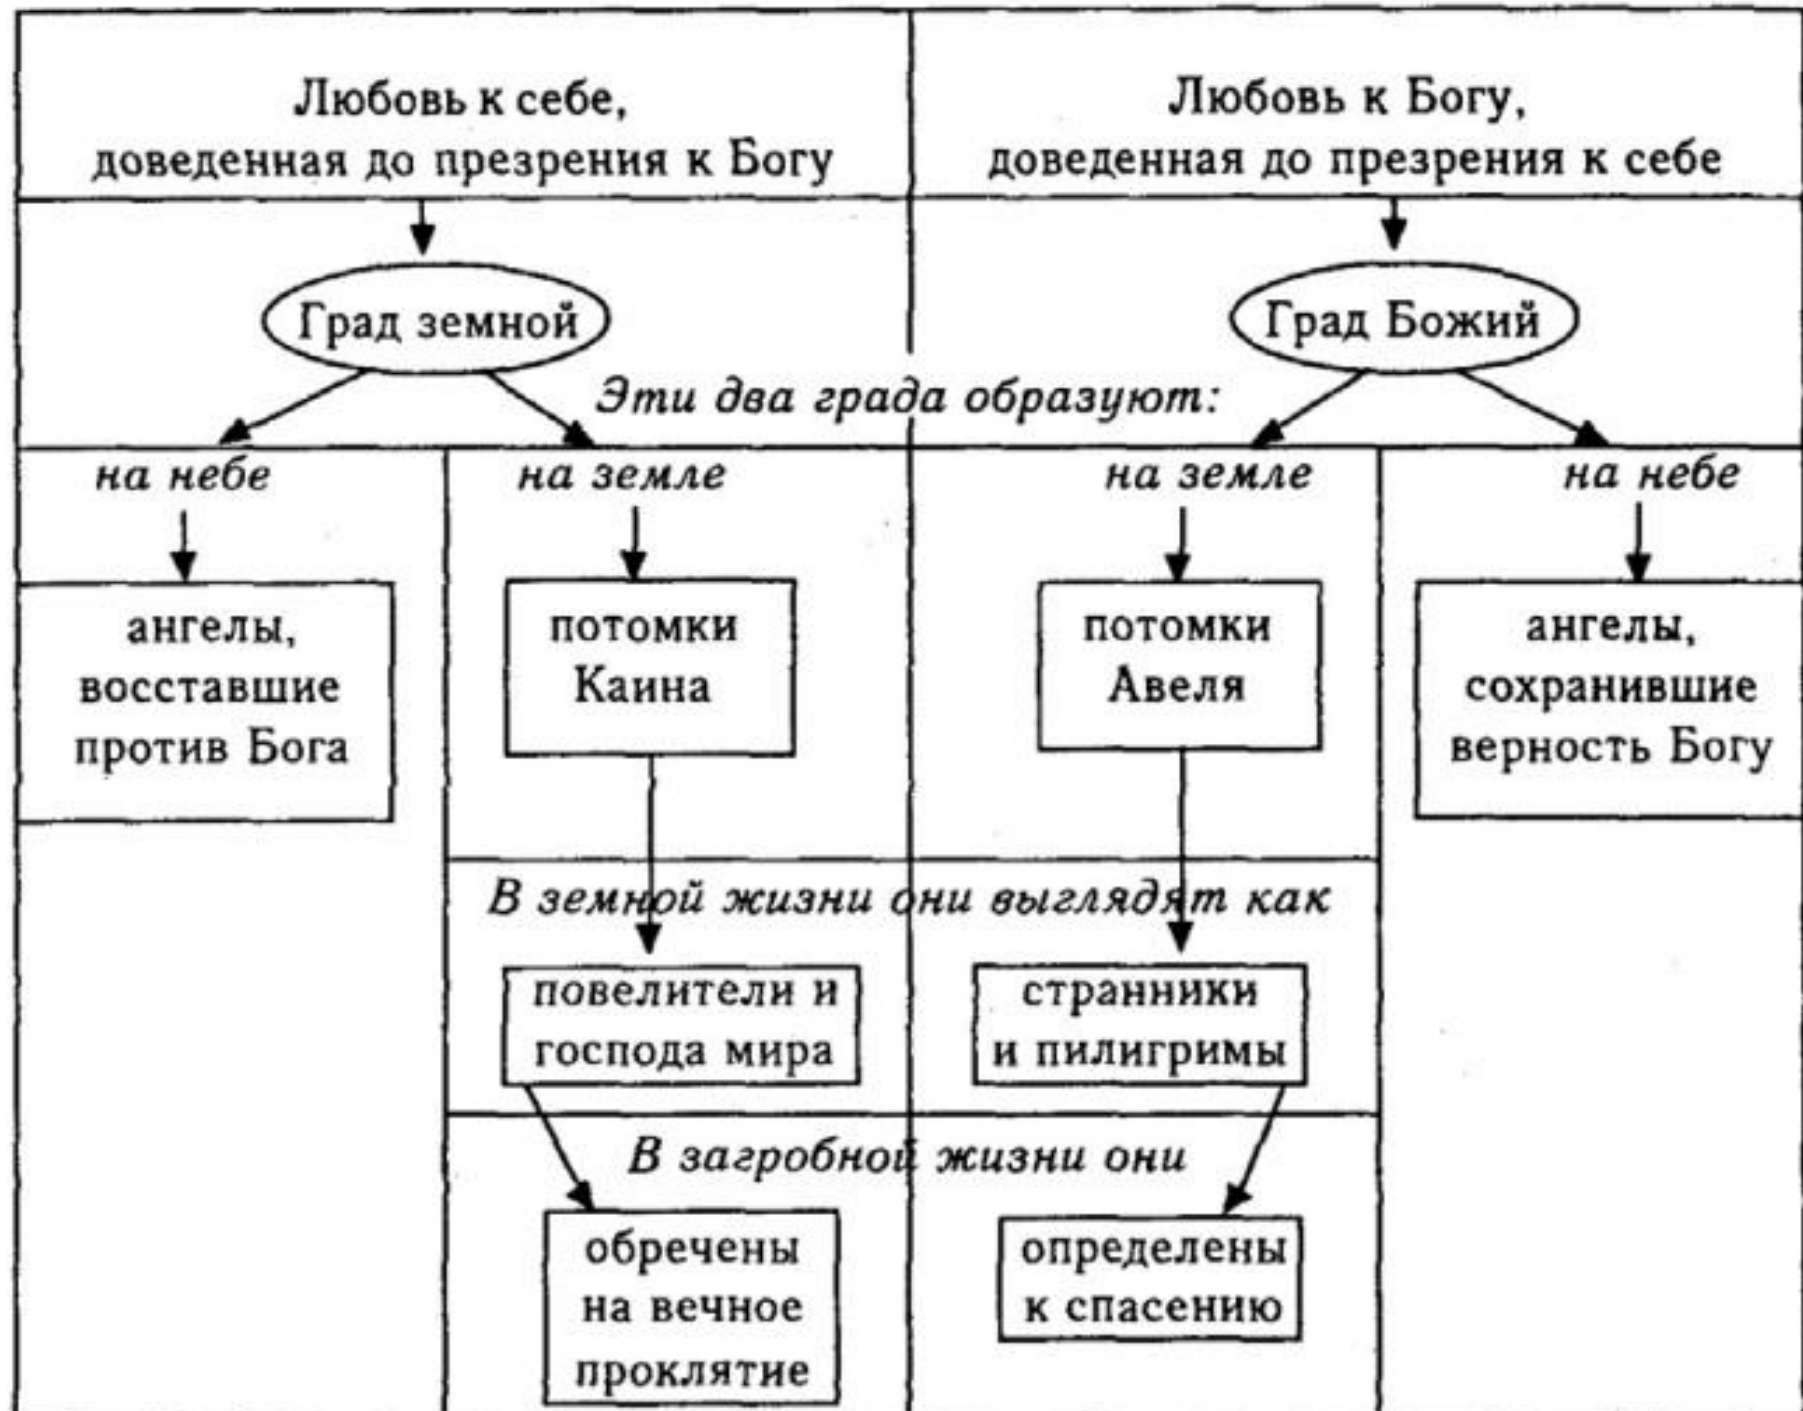 Любовь к себе,
доведенная до презрения к Богу
Любовь к Богу,
доведенная до презрения к себе
Град земной
Град Божий
Эти два града образуют:
на небе
на земле
на земле
на небе
ангелы,
восставшие
против Бога
потомки
Каина
потомки
Авеля
ангелы,
сохранившие
верность Богу
В земной жизни они выглядят как
повелители и
господа мира
странники
и пилигримы
В загробной жизни они
обречены
на вечное
проклятие
определены
к спасению